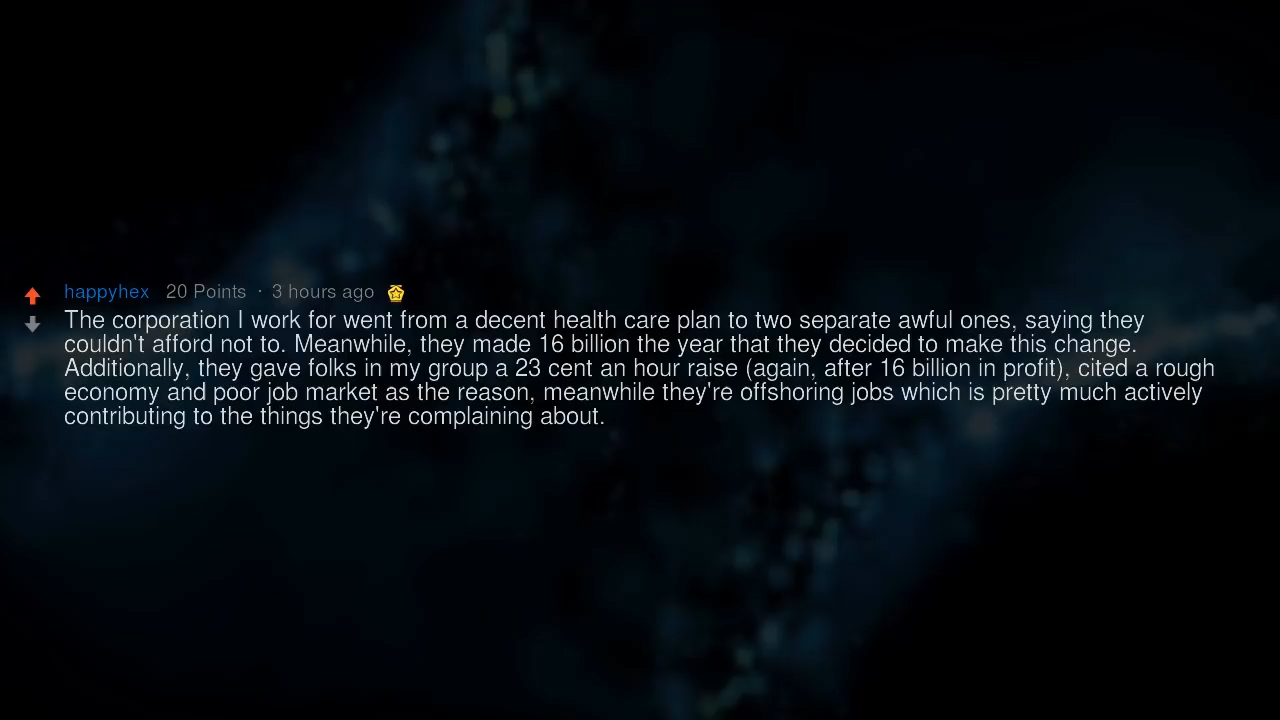 happyhex 20 Points · 3 hours ago
The corporation I work for went from a decent health care plan to two separate awful ones, saying they
couldn't afford not to. Meanwhile, they made 16 billion the year that they decided to make this change.
Additionally, they gave folks in my group a 23 cent an hour raise (again, after 16 billion in profit), cited a rough
economy and poor job market as the reason, meanwhile they're offshoring jobs which is pretty much actively
contributing to the things they're complaining about.